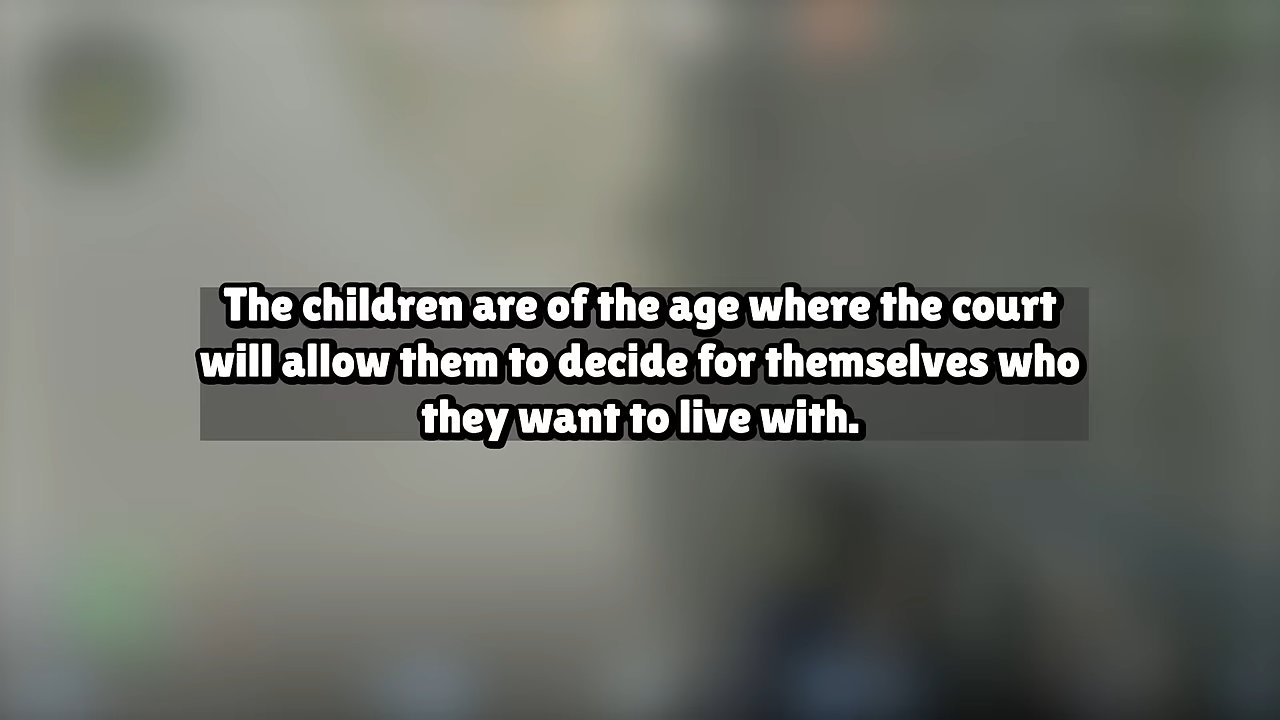 The children are of the age where the court
will allow them to decide for themselves who
they want to live with.